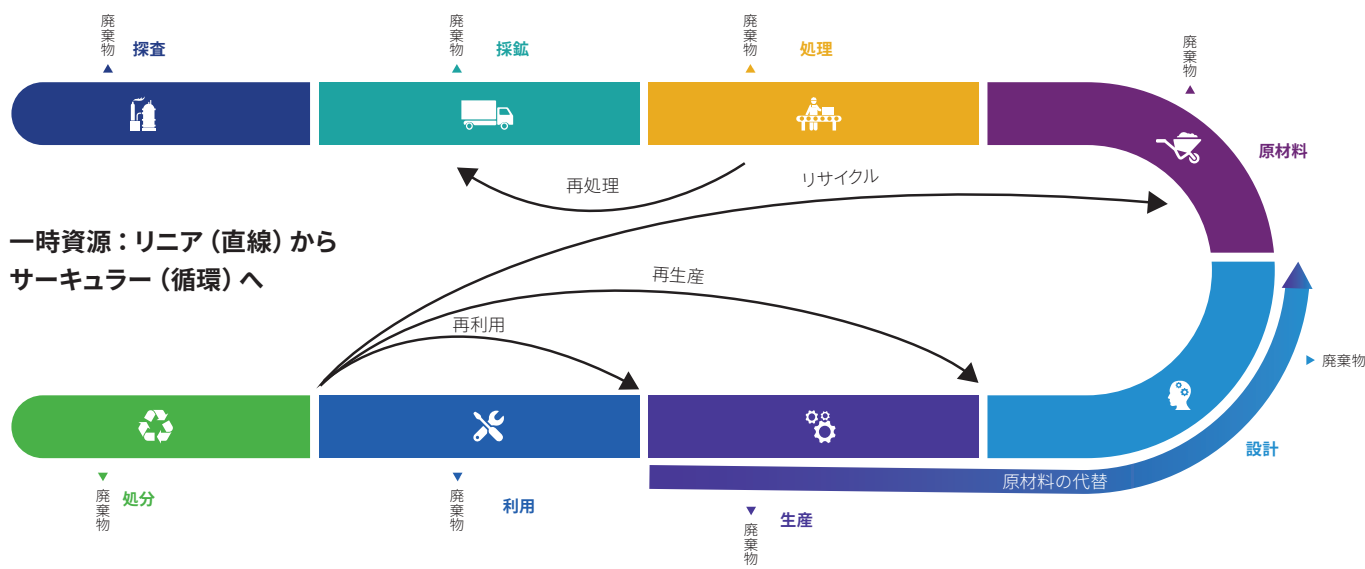 廃棄物
探査
廃棄物
採鉱
廃棄物
処理
廃棄物
原材料
再処理
リサイクル
一時資源：リニア（直線）から
サーキュラー（循環）へ
再生産
再利用
廃棄物
設計
原材料の代替
廃棄物
処分
廃棄物
利用
廃棄物
生産